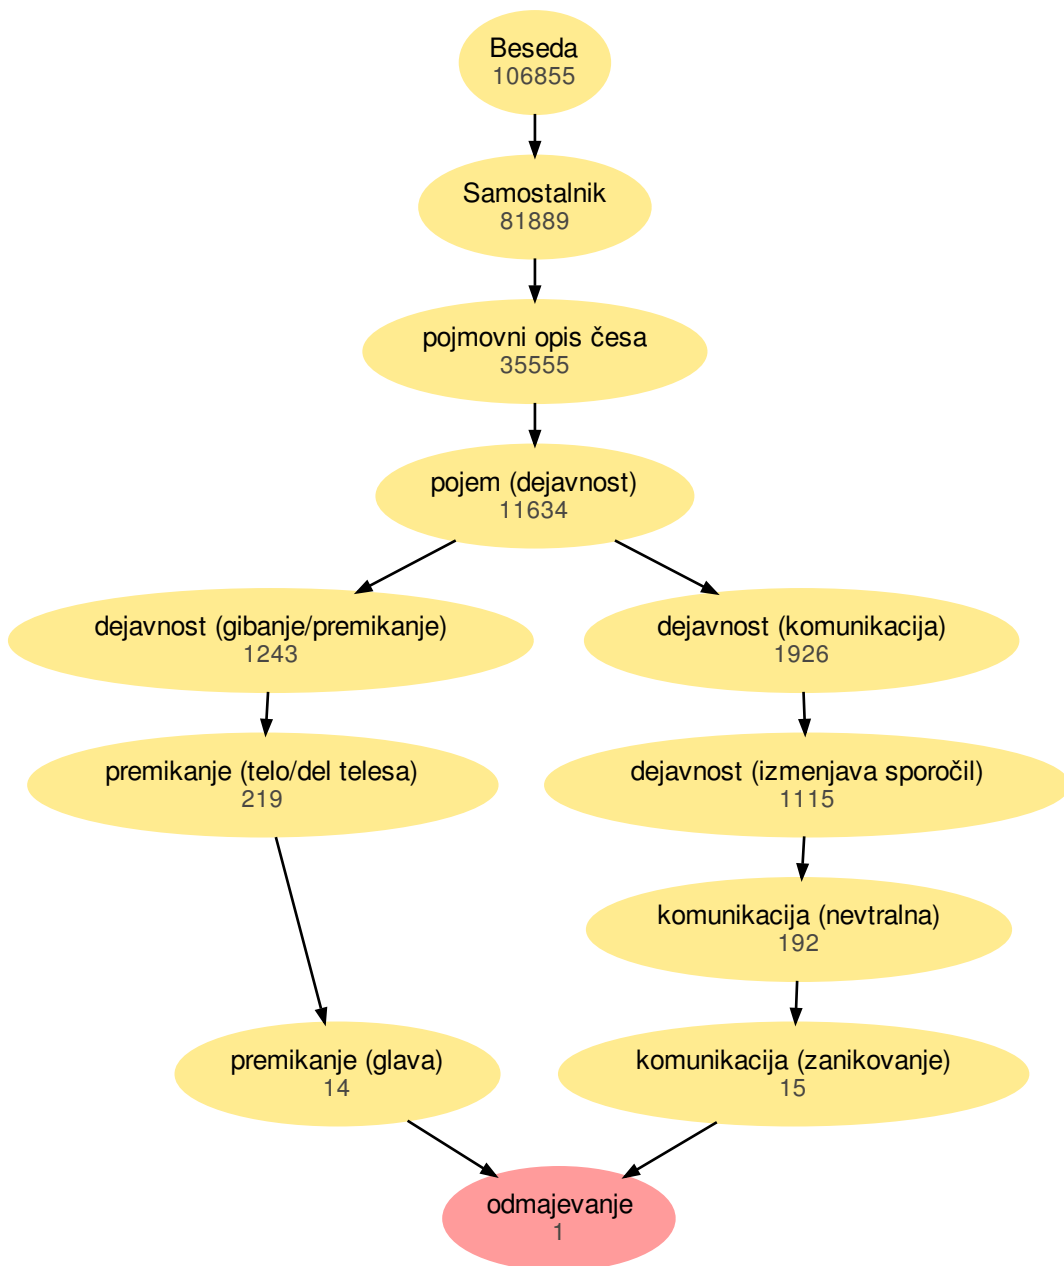 Beseda
106855
Samostalnik
81889
pojmovni opis česa
35555
pojem (dejavnost)
11634
dejavnost (gibanje/premikanje)
1243
dejavnost (komunikacija)
1926
premikanje (telo/del telesa)
219
dejavnost (izmenjava sporočil)
1115
komunikacija (nevtralna)
192
premikanje (glava)
14
komunikacija (zanikovanje)
15
odmajevanje
1